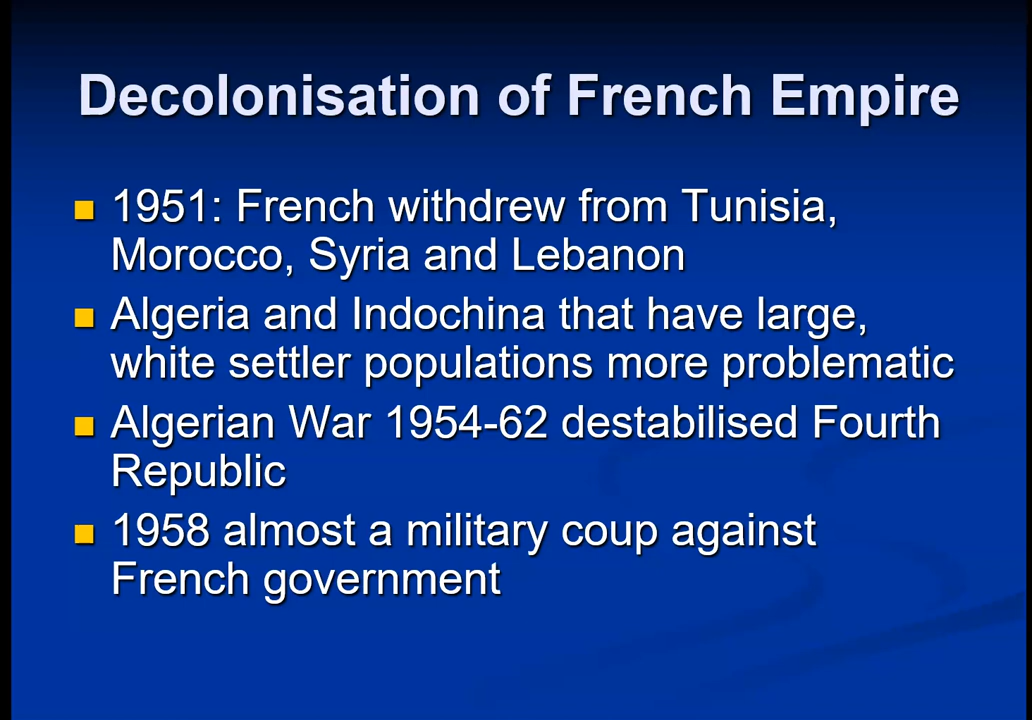 Decolonisation of French Empire
1951: French withdrew from Tunisia,
Morocco, Syria and Lebanon
Algeria and Indochina that have large,
white settler populations more problematic
Algerian War 1954-62 destabilised Fourth
Republic
1958 almost a military coup against
French government